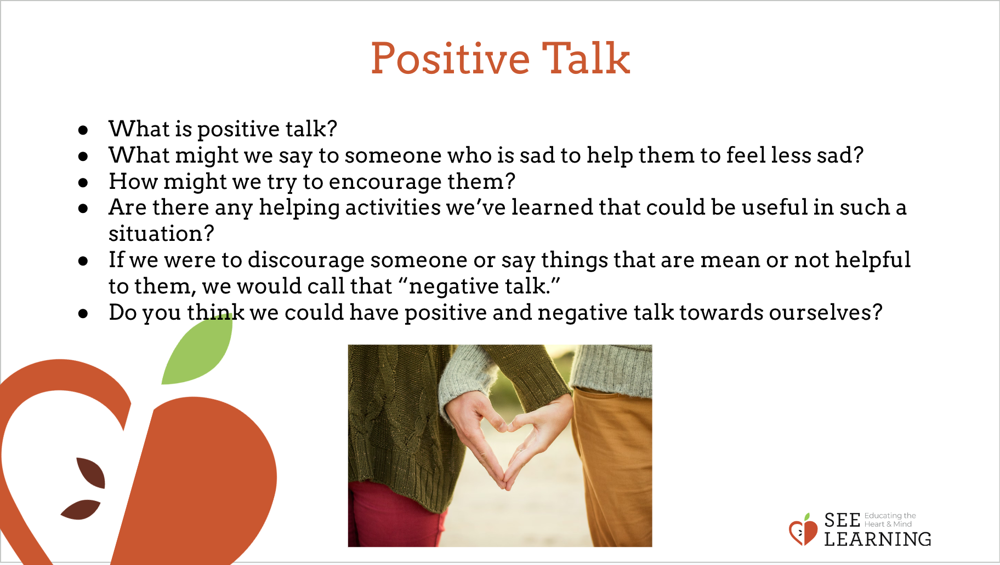 Positive Talk
● What is positive talk?
● What might we say to someone who is sad to help them to feel less sad?
● How might we try to encourage them?
● Are there any helping activities we’ve learned that could be useful in such a
situation?
● If we were to discourage someone or say things that are mean or not helpful
to them, we would call that “negative talk.”
● Do you think we could have positive and negative talk towards ourselves?
SEE Educating the
Heart & Mind
LEARNING